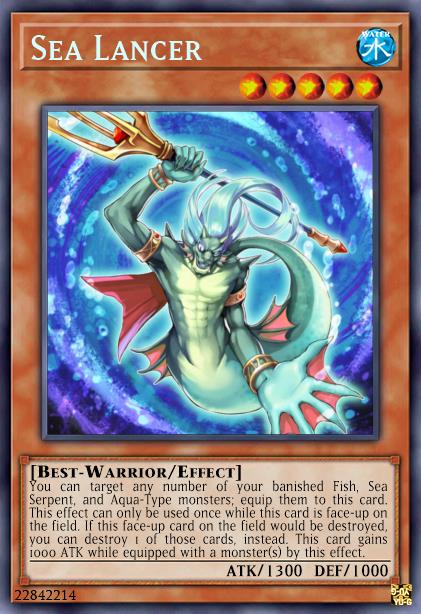 Sea Lancer
WATER
水
[Best-Warrior/Effect]
You can target any number of your banished Fish, Sea
Serpent, and Aqua-Type monsters; equip them to this card.
This effect can only be used once while this card is face-up on
the field. If this face-up card on the field would be destroyed,
you can destroy 1 of those cards, instead. This card gains
1000 ATK while equipped with a monster(s) by this effect.
ATK/1300 DEF/1000
22842214